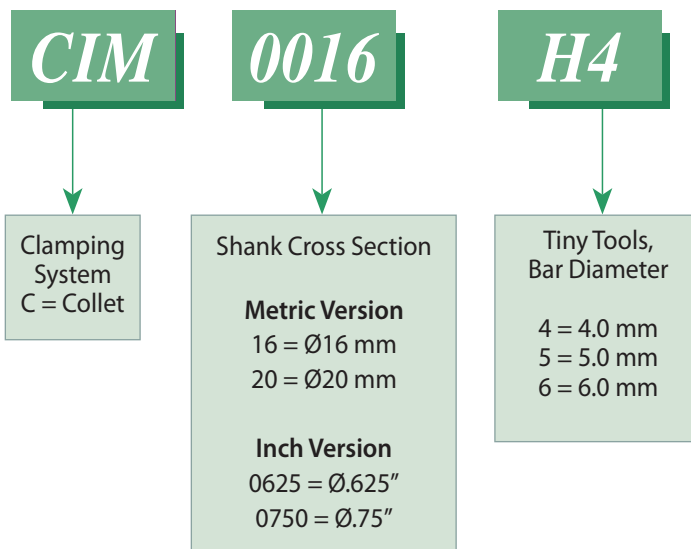 CIM 0016 H4
Clamping
System
C = Collet
Shank Cross Section
Metric Version
16 = Ø16 mm
20 = Ø20 mm
Inch Version
0625 = Ø.625”
0750 = Ø.75”
Tiny Tools,
Bar Diameter
4 = 4.0 mm
5 = 5.0 mm
6 = 6.0 mm